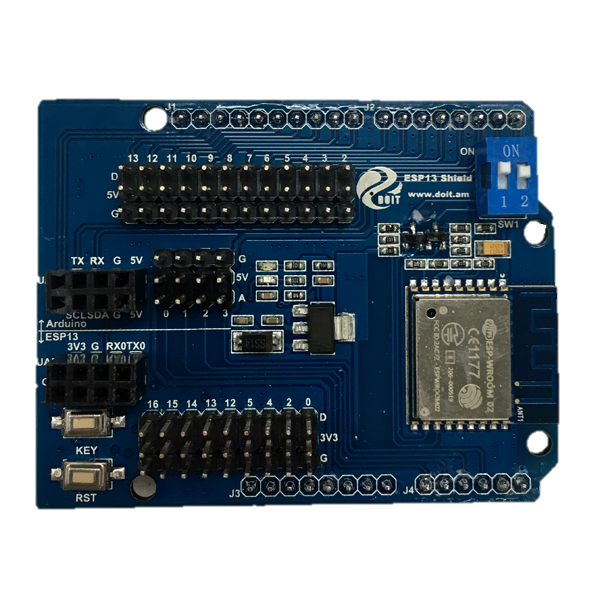 J1 J2
ON
ON
1 2
SW1
13 12 11 10 9 8 7 6 5 4 3 2
D
5V
G
ESP13 Shield
www.doit.am
DOIT
TX RX G 5V
SCLSDA G 5V
G
5V
A
0 1 2 3
Arduino
ESP13
3V3 G RX0TX0
ESP-WROOM 02
CE1177
ANT1
16 15 14 13 12 5 4 2 0
D
3V3
G
KEY
RST
J3 J4